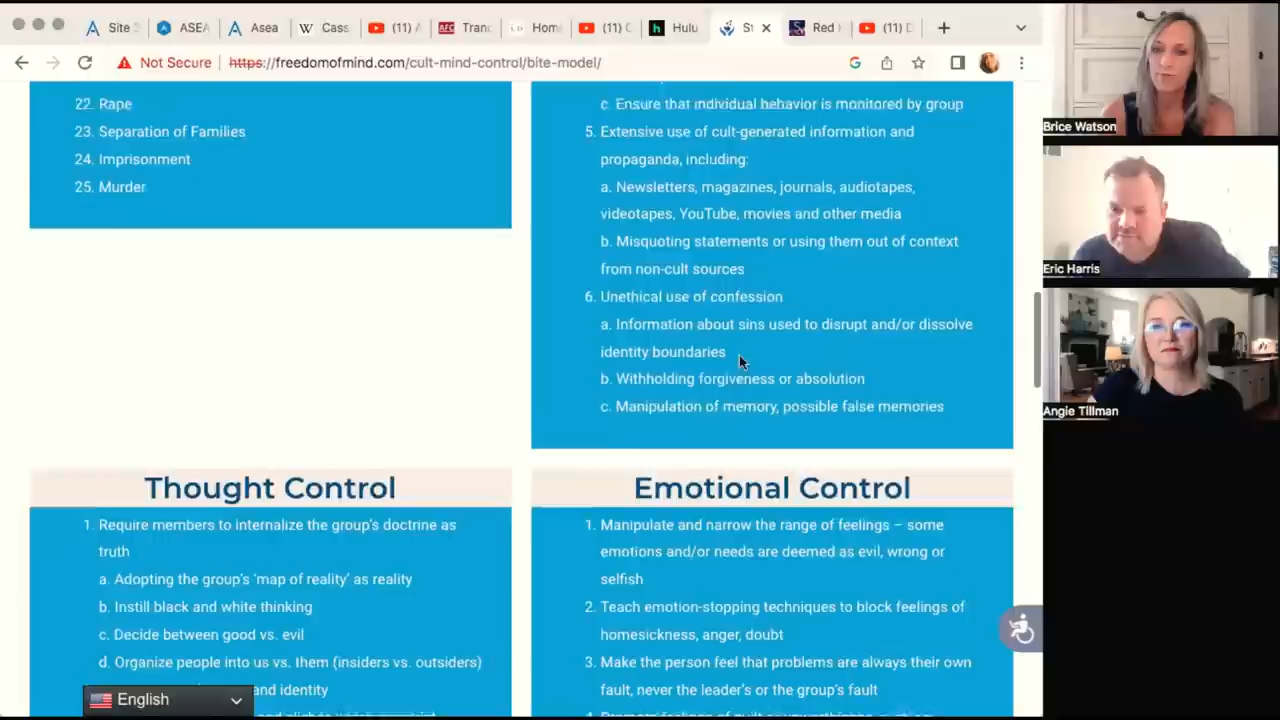 Site
ASEA
Asea
Cass
(11)
Tranc
Hom
(11)
Hulu
St
Red
(11)
Not Secure
https://freedomofmind.com/cult-mind-control/bite-model/
22. Rape
23. Separation of Families
24. Imprisonment
25. Murder
c. Ensure that individual behavior is monitored by group
5. Extensive use of cult-generated information and
propaganda, including:
a. Newsletters, magazines, journals, audiotapes,
videotapes, YouTube, movies and other media
b. Misquoting statements or using them out of context
from non-cult sources
6. Unethical use of confession
a. Information about sins used to disrupt and/or dissolve
identity boundaries
b. Withholding forgiveness or absolution
c. Manipulation of memory, possible false memories
Thought Control
1. Require members to internalize the group's doctrine as
truth
a. Adopting the group's 'map of reality' as reality
b. Instill black and white thinking
c. Decide between good vs. evil
d. Organize people into us vs. them (insiders vs. outsiders)
and identity
Emotional Control
1. Manipulate and narrow the range of feelings – some
emotions and/or needs are deemed as evil, wrong or
selfish
2. Teach emotion-stopping techniques to block feelings of
homesickness, anger, doubt
3. Make the person feel that problems are always their own
fault, never the leader's or the group's fault
English
Brice Watson
Eric Harris
Angie Tillman